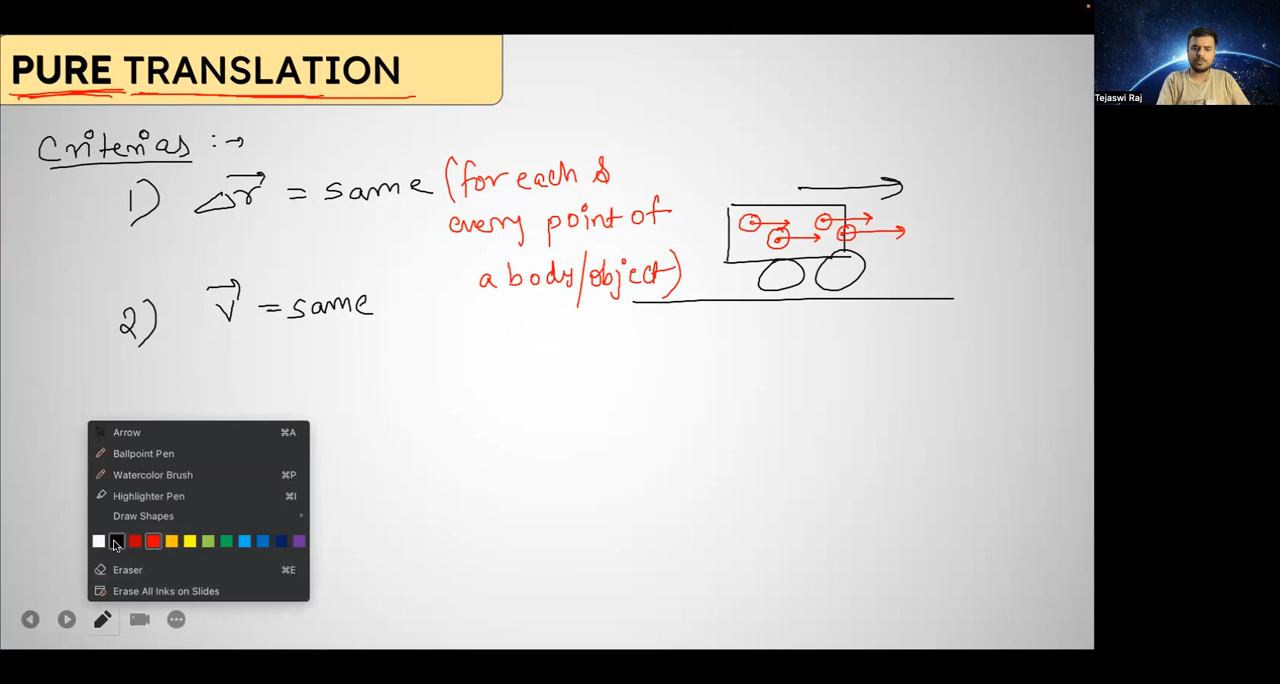 PURE TRANSLATION
Tejaswi Raj
Criterias :→
1) △r⃗ = same (for each &
every point of
a body/object)
2) v⃗ = same
Arrow ⌘A
Ballpoint Pen
Watercolor Brush ⌘P
Highlighter Pen ⌘I
Draw Shapes
Eraser ⌘E
Erase All Inks on Slides